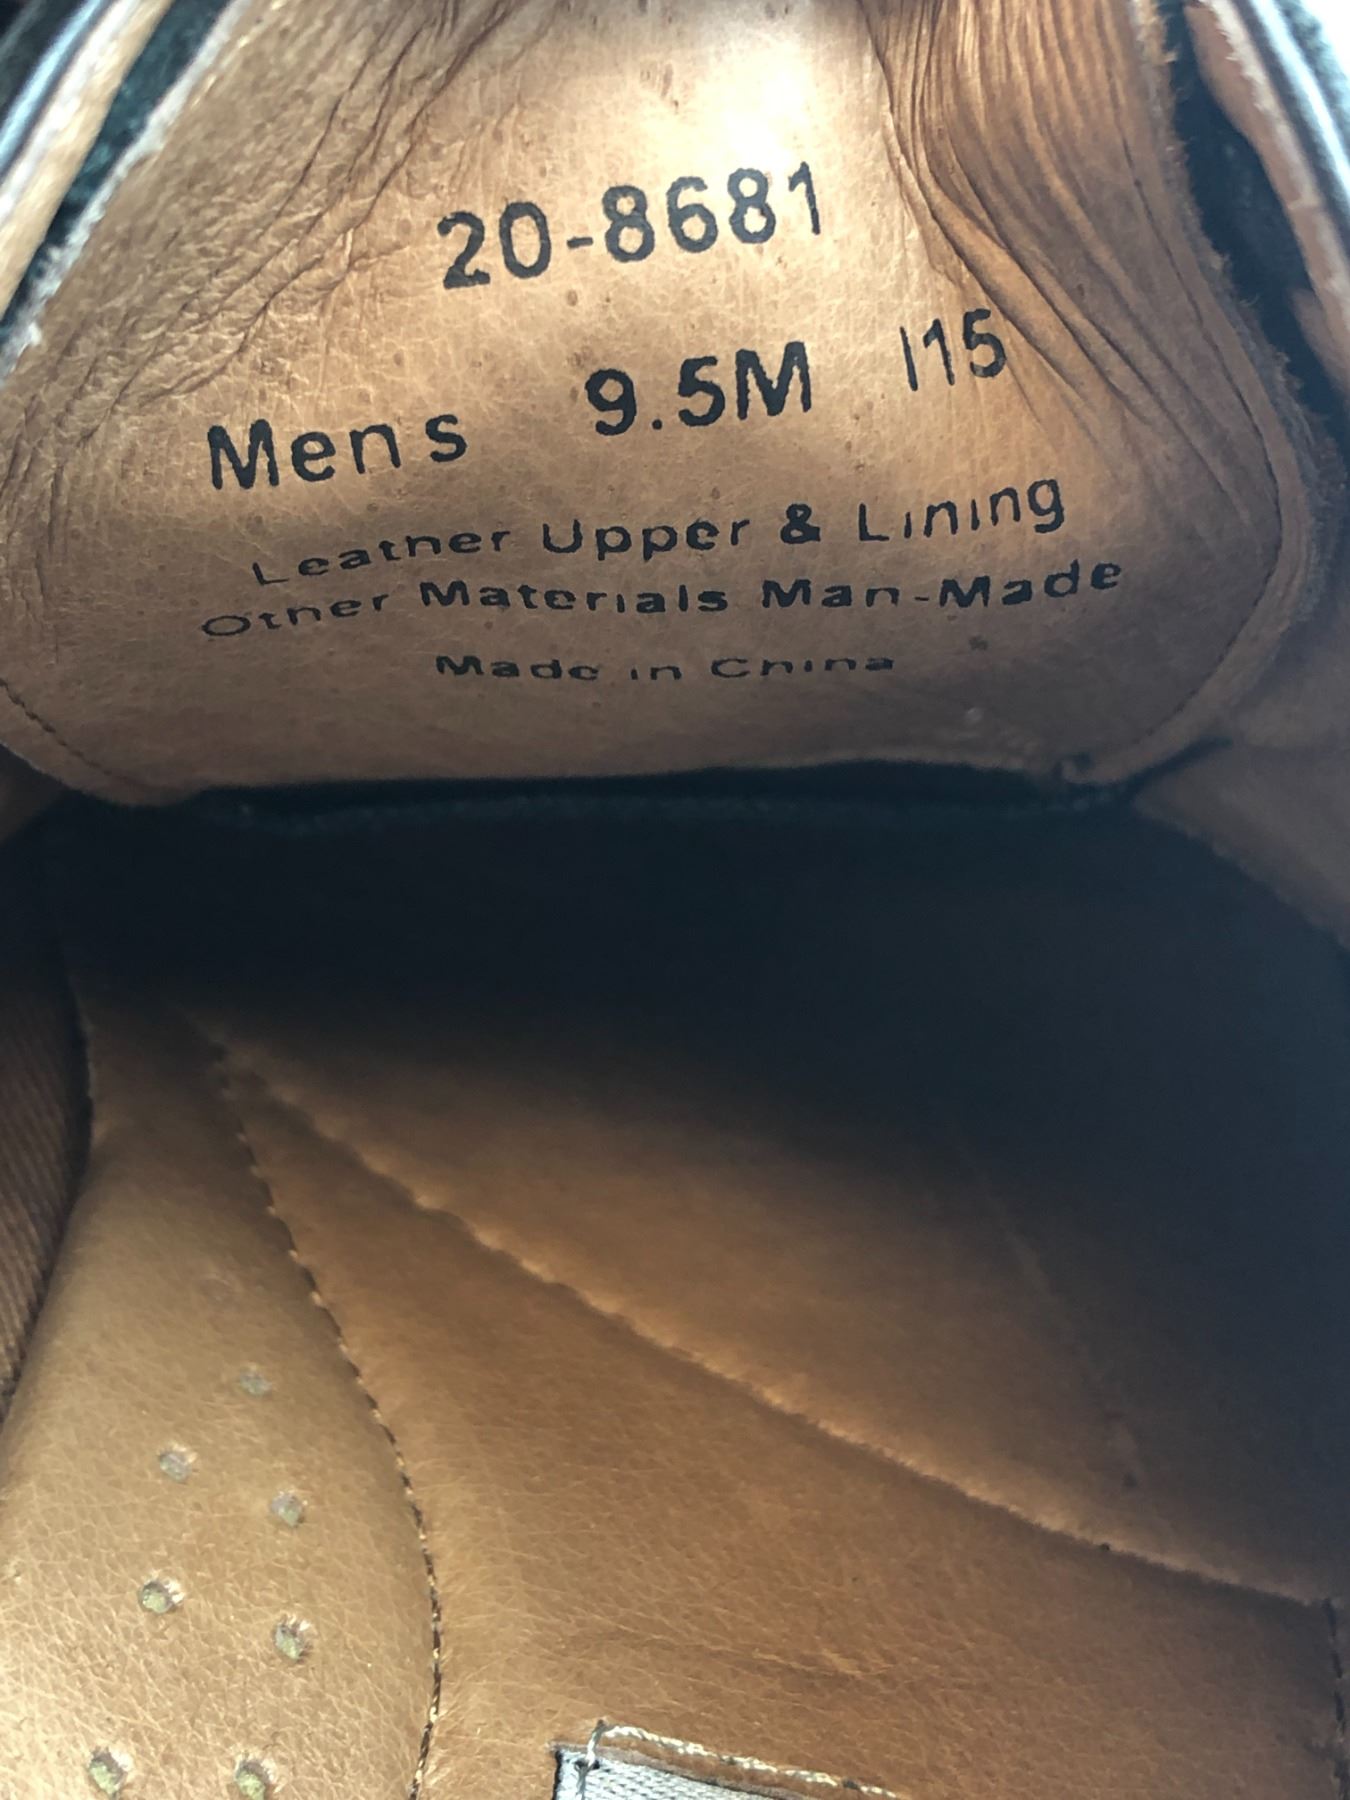 20-8681
Mens 9.5M I15
Leather Upper & Lining
Other Materials Man-Made
Made in China